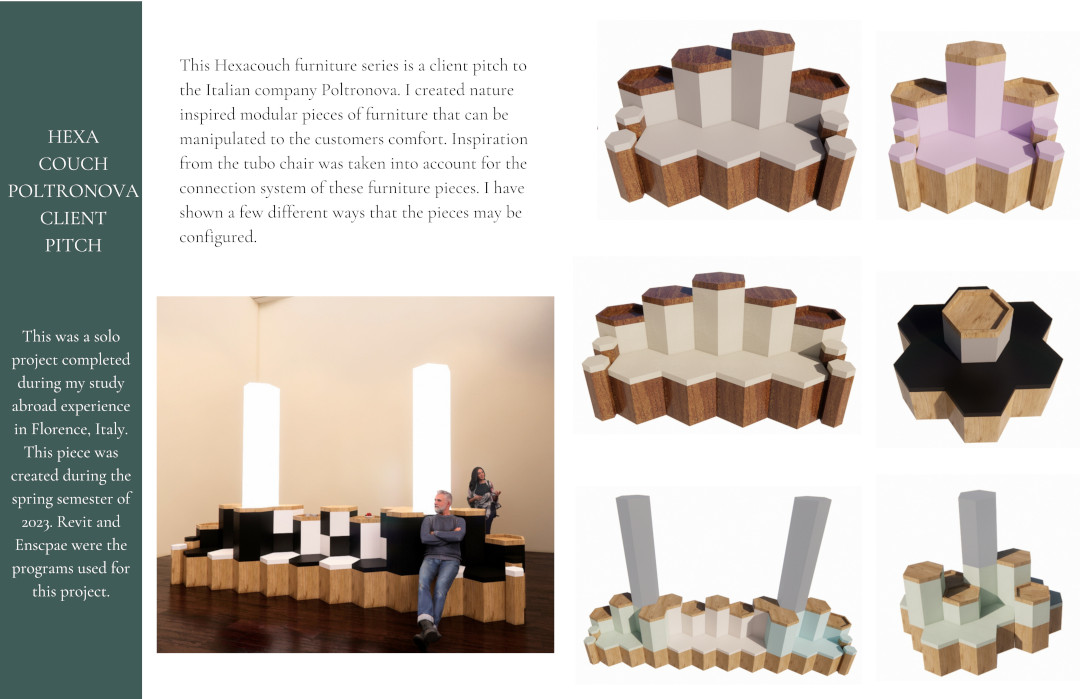 HEXA
COUCH
POLTRONOVA
CLIENT
PITCH
This was a solo
project completed
during my study
abroad experience
in Florence, Italy.
This piece was
created during the
spring semester of
2023. Revit and
Enscpae were the
programs used for
this project.
This Hexacouch furniture series is a client pitch to
the Italian company Poltronova. I created nature
inspired modular pieces of furniture that can be
manipulated to the customers comfort. Inspiration
from the tubo chair was taken into account for the
connection system of these furniture pieces. I have
shown a few different ways that the pieces may be
configured.